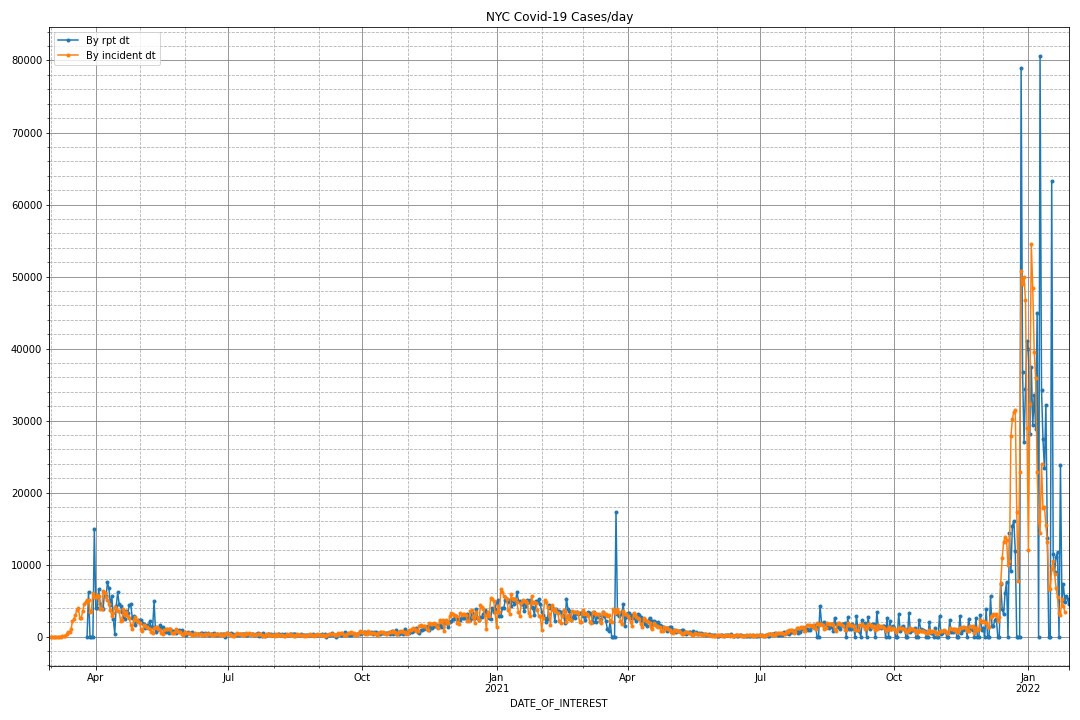 NYC Covid-19 Cases/day
By rpt dt
By incident dt
80000
70000
60000
50000
40000
30000
20000
10000
0
Apr Jul Oct Jan Apr Jul Oct Jan
2021 2022
DATE_OF_INTEREST